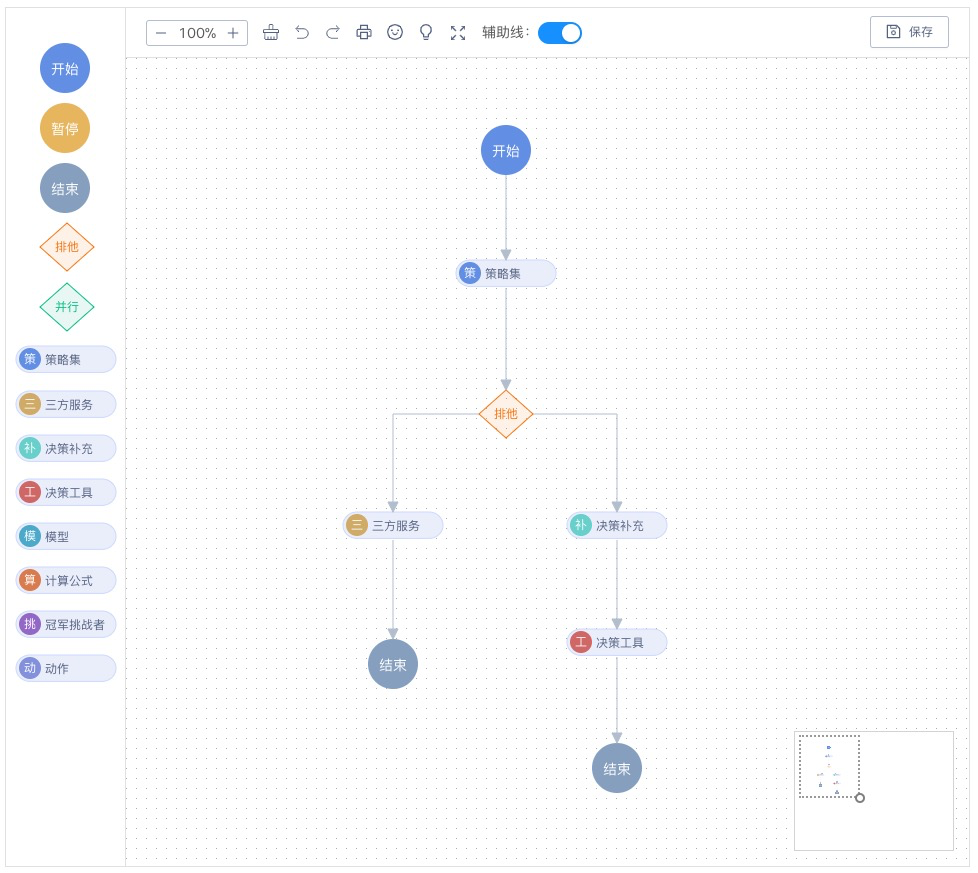 100%
辅助线：
保存
开始
暂停
结束
排他
并行
策 策略集
三 三方服务
补 决策补充
工 决策工具
模 模型
算 计算公式
挑 冠军挑战者
动 动作
开始
策 策略集
排他
三 三方服务
补 决策补充
工 决策工具
结束
结束